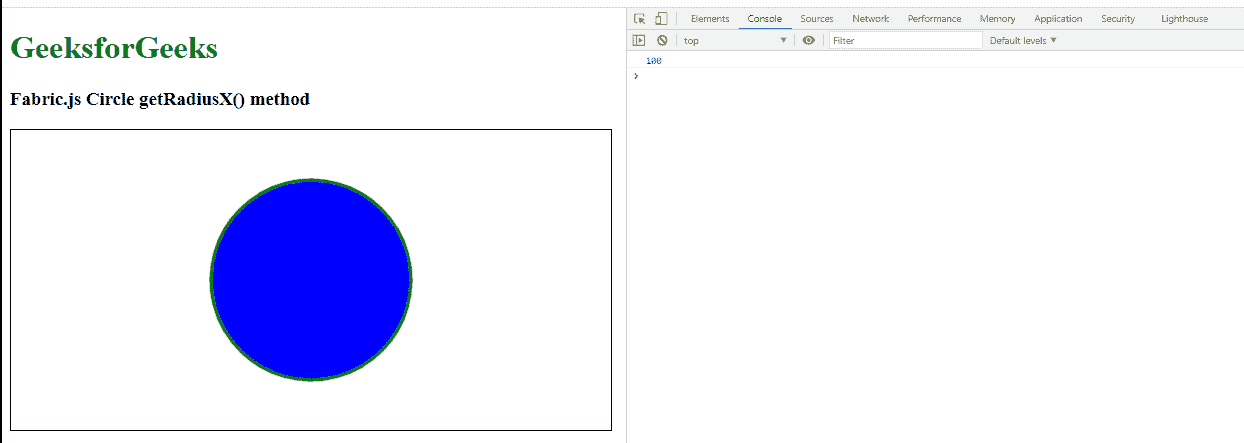 GeeksforGeeks
Fabric.js Circle getRadiusX() method
Elements Console Sources Network Performance Memory Application Security Lighthouse
top Filter Default levels
100